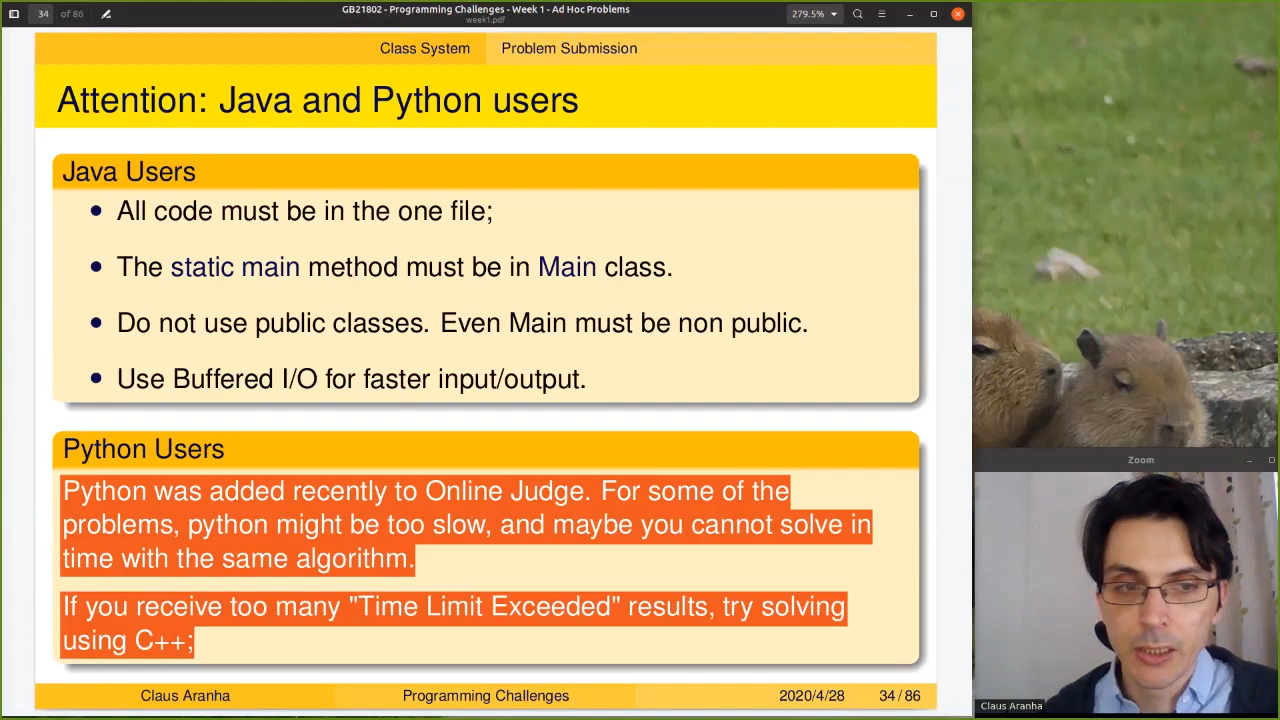 34 of 86
GB21802 - Programming Challenges - Week 1 - Ad Hoc Problems
week1.pdf
279.5%
Class System Problem Submission
Attention: Java and Python users
Java Users
All code must be in the one file;
The static main method must be in Main class.
Do not use public classes. Even Main must be non public.
Use Buffered I/O for faster input/output.
Python Users
Python was added recently to Online Judge. For some of the
problems, python might be too slow, and maybe you cannot solve in
time with the same algorithm.
If you receive too many "Time Limit Exceeded" results, try solving
using C++;
Claus Aranha Programming Challenges 2020/4/28 34 / 86
Zoom
Claus Aranha